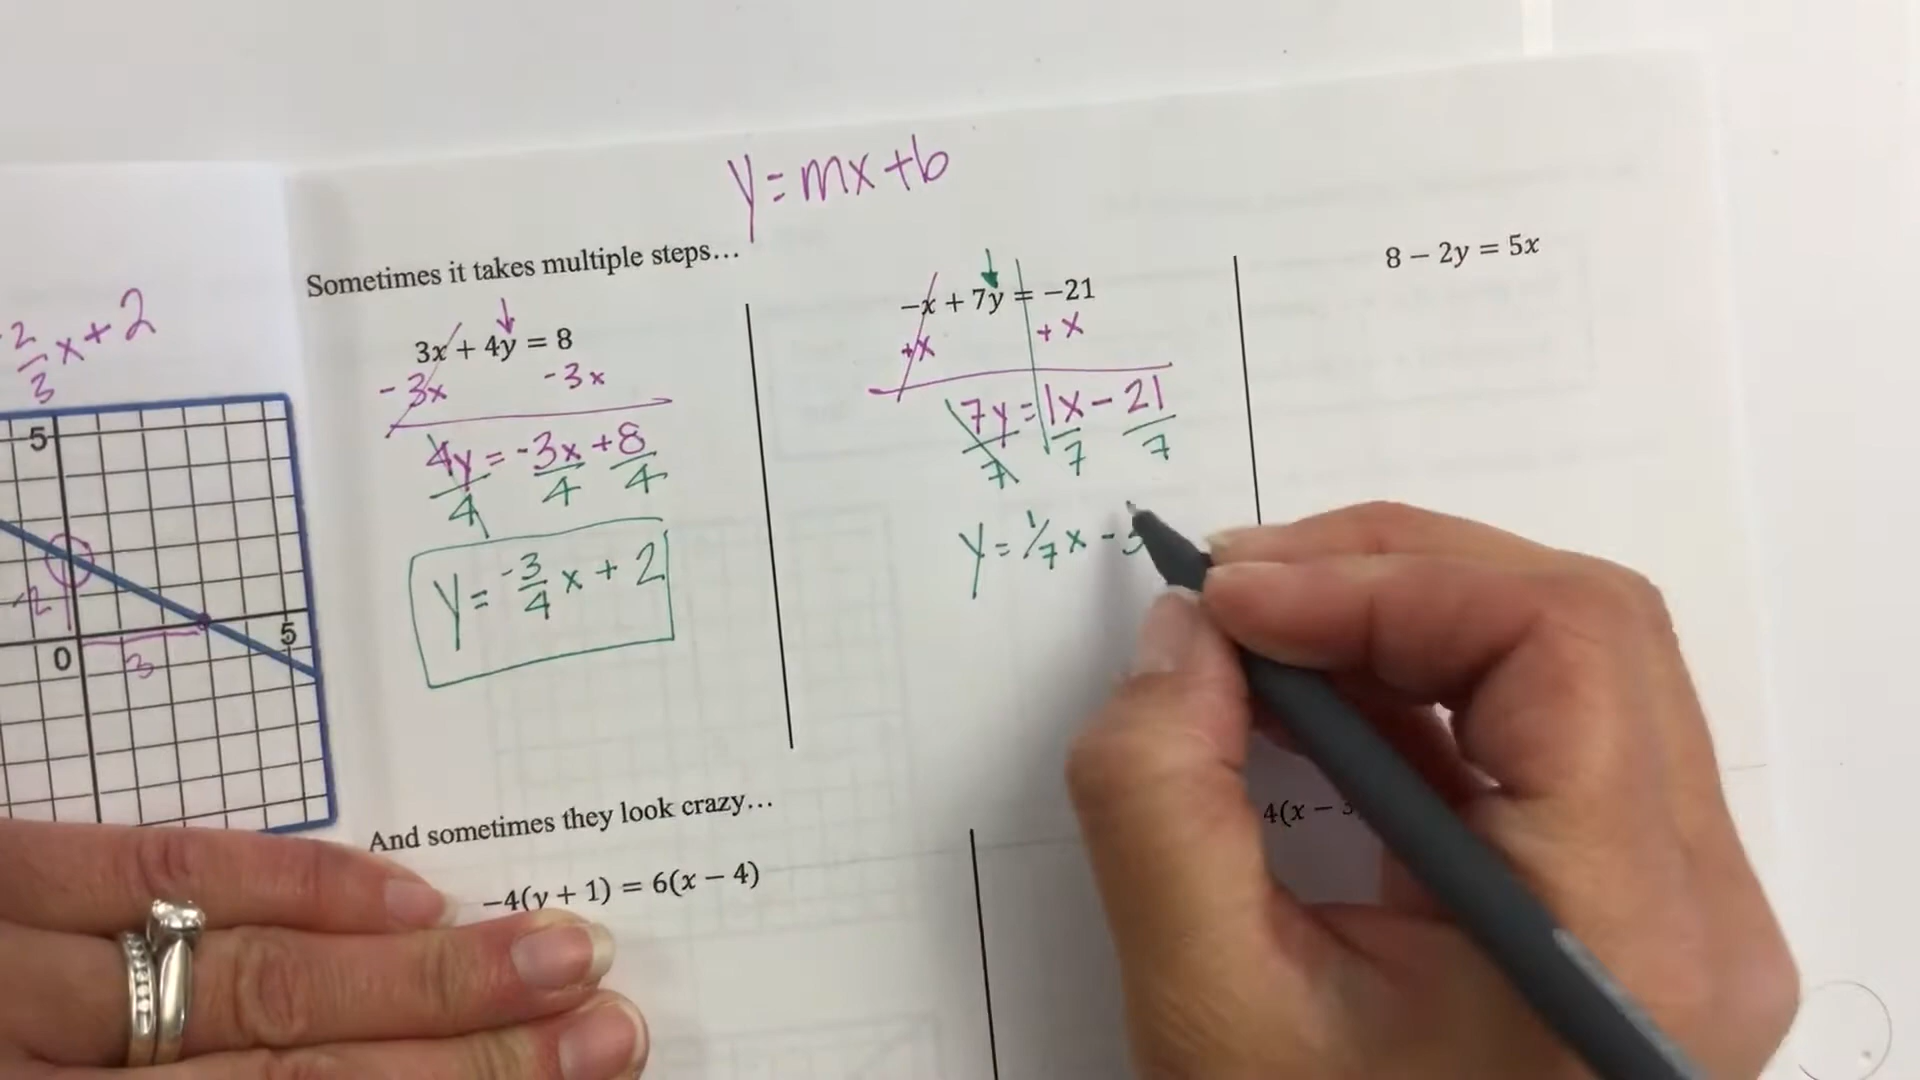 y = mx + b
Sometimes it takes multiple steps…
3x + 4y = 8
- 3x - 3x
4y = -3x + 8
4 4 4
y = -3/4 x + 2
−x + 7y = −21
+x + x
7y = 1x - 21
7 7 7
y = 1/7 x - 3
8 − 2y = 5x
2/3 x + 2
5
-2
0
3
5
And sometimes they look crazy…
−4(y + 1) = 6(x − 4)
4(x − 3